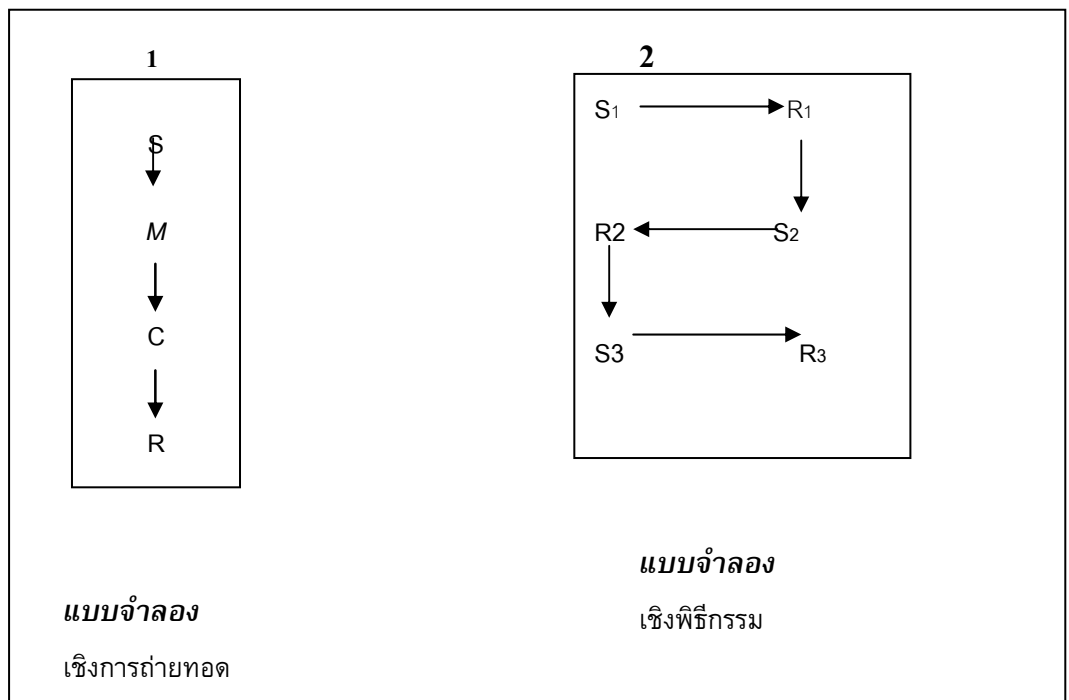 1
S
M
C
R
แบบจำลอง
เชิงการถ่ายทอด
2
S1 R1
R2 S2
S3 R3
แบบจำลอง
เชิงพิธีกรรม